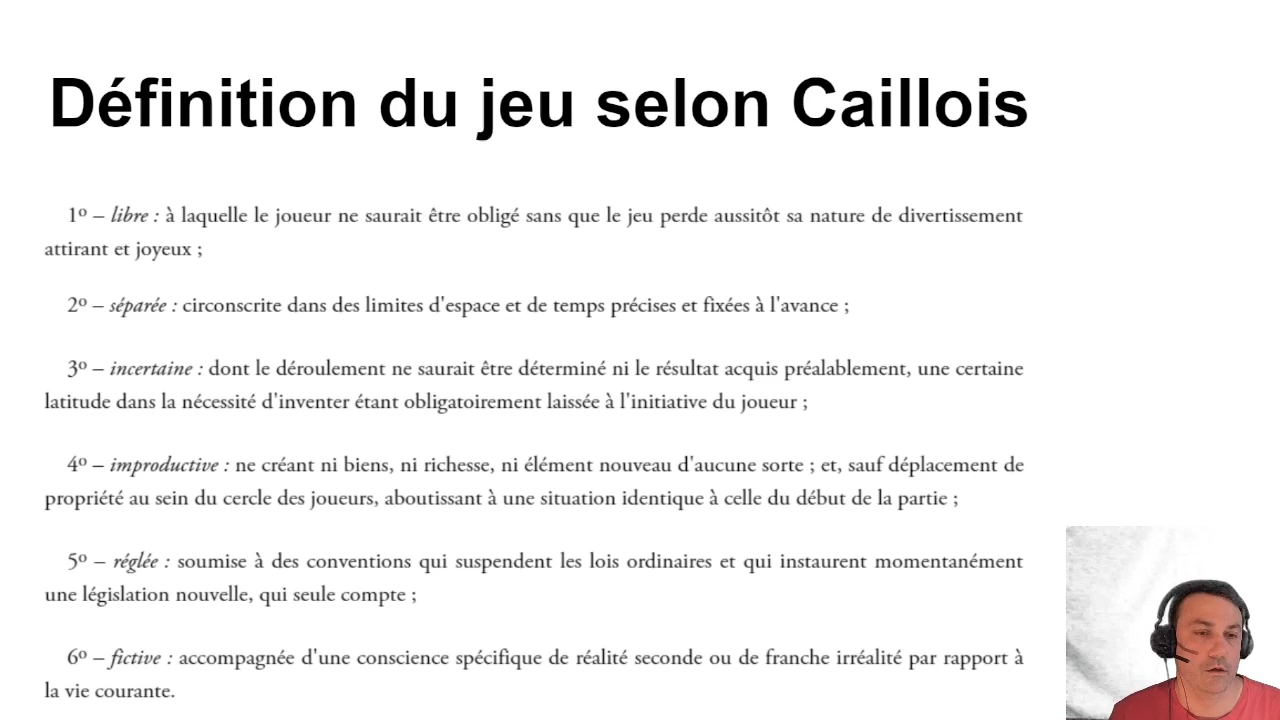 Définition du jeu selon Caillois
1º – libre : à laquelle le joueur ne saurait être obligé sans que le jeu perde aussitôt sa nature de divertissement
attirant et joyeux ;
2º – séparée : circonscrite dans des limites d'espace et de temps précises et fixées à l'avance ;
3º – incertaine : dont le déroulement ne saurait être déterminé ni le résultat acquis préalablement, une certaine
latitude dans la nécessité d'inventer étant obligatoirement laissée à l'initiative du joueur ;
4º – improductive : ne créant ni biens, ni richesse, ni élément nouveau d'aucune sorte ; et, sauf déplacement de
propriété au sein du cercle des joueurs, aboutissant à une situation identique à celle du début de la partie ;
5º – réglée : soumise à des conventions qui suspendent les lois ordinaires et qui instaurent momentanément
une législation nouvelle, qui seule compte ;
6º – fictive : accompagnée d'une conscience spécifique de réalité seconde ou de franche irréalité par rapport à
la vie courante.